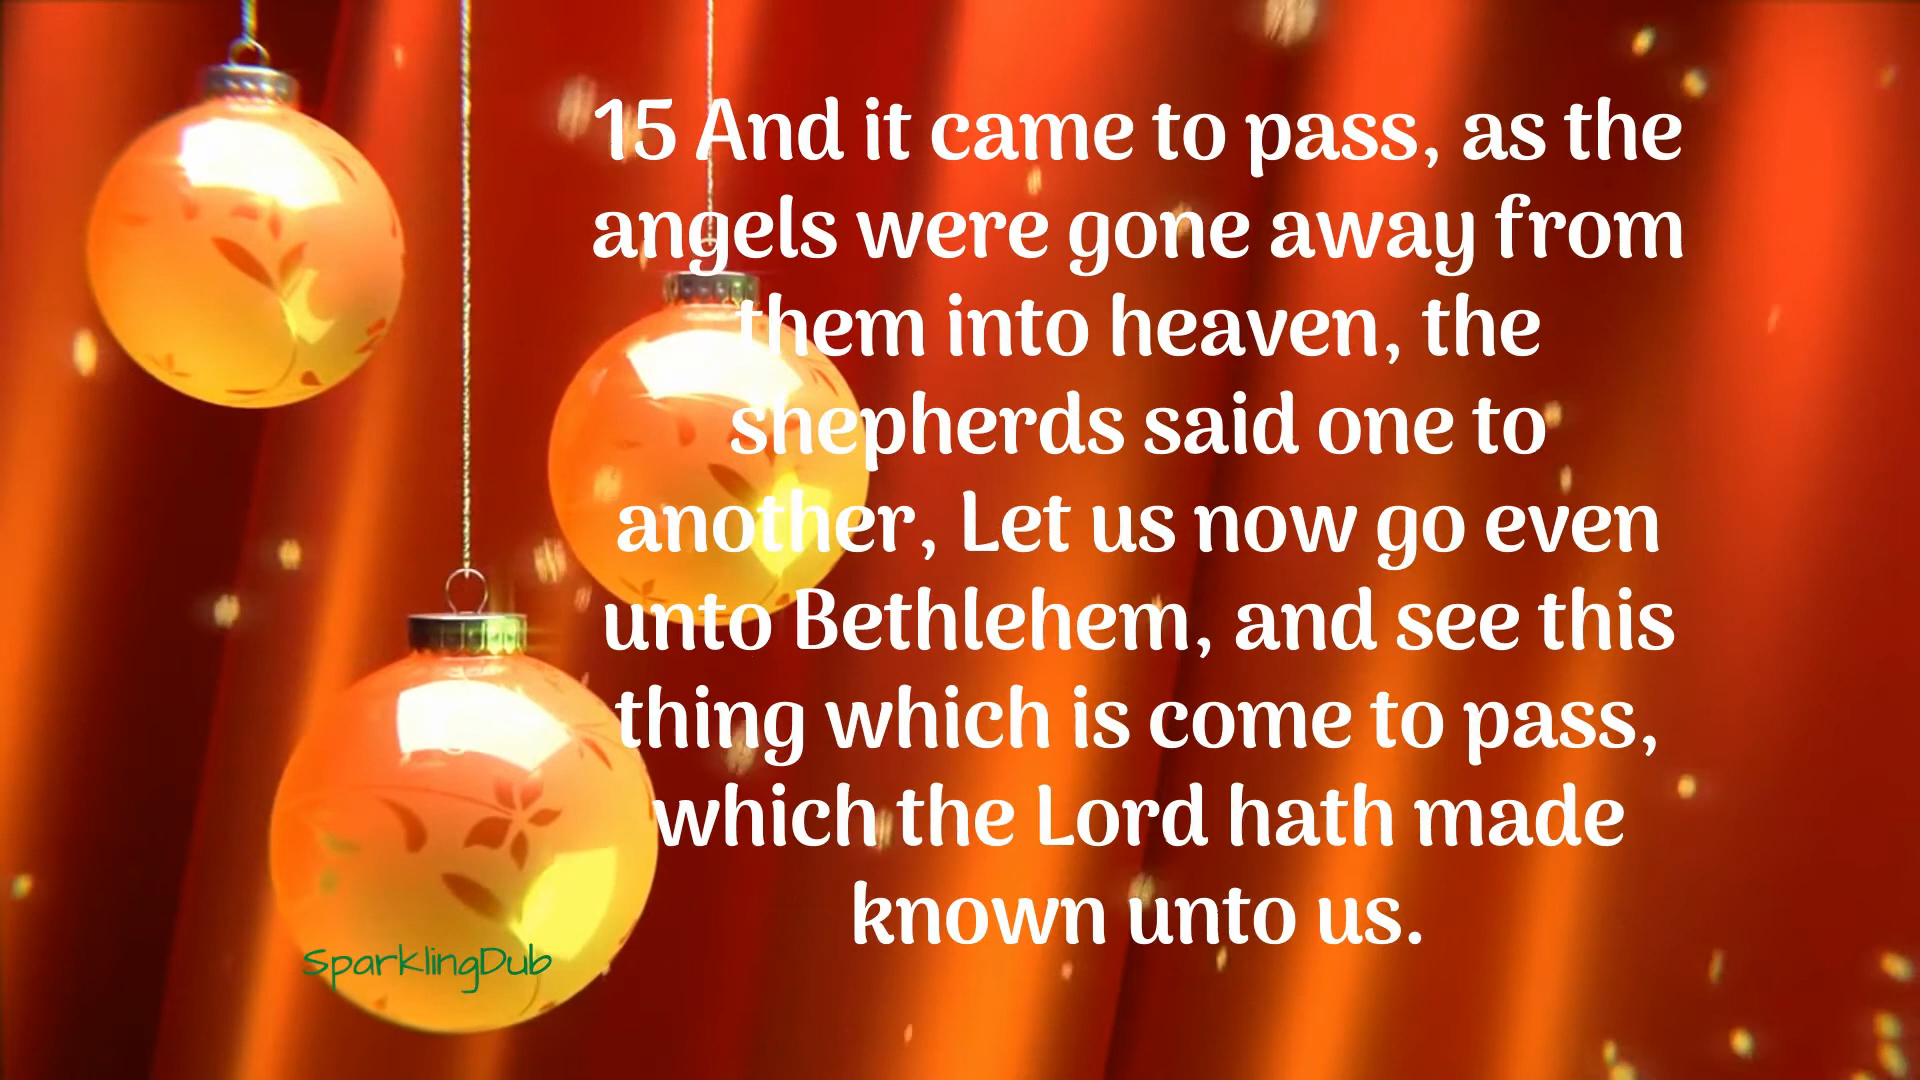 15 And it came to pass, as the
angels were gone away from
them into heaven, the
shepherds said one to
another, Let us now go even
unto Bethlehem, and see this
thing which is come to pass,
which the Lord hath made
known unto us.
SparklingDub